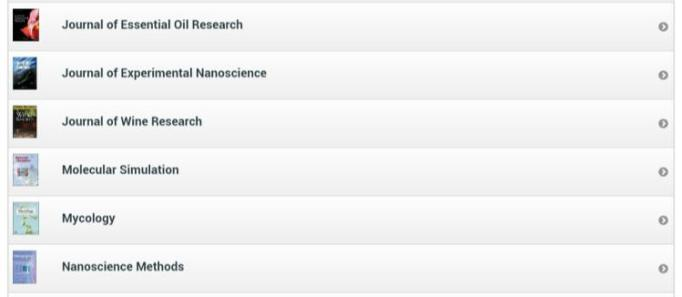 Journal of Essential Oil Research
Journal of Experimental Nanoscience
Journal of Wine Research
Molecular Simulation
Mycology
Nanoscience Methods